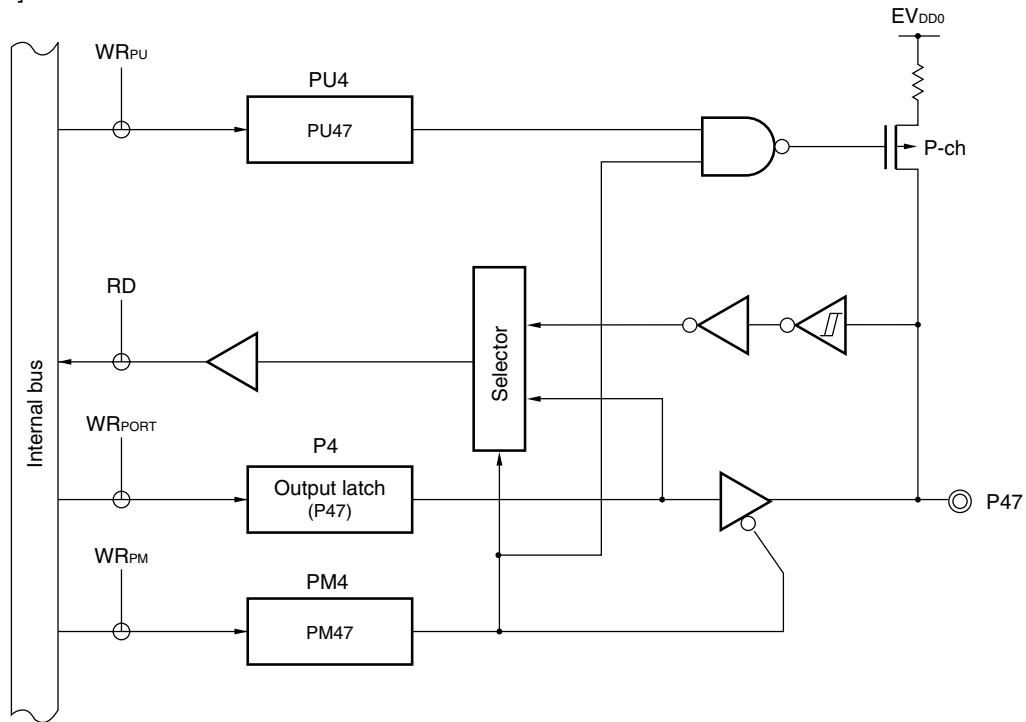 ]
EVDD0
WRPU
PU4
PU47
P-ch
RD
Selector
Internal bus
WRPORT
P4
Output latch
(P47)
P47
WRPM
PM4
PM47